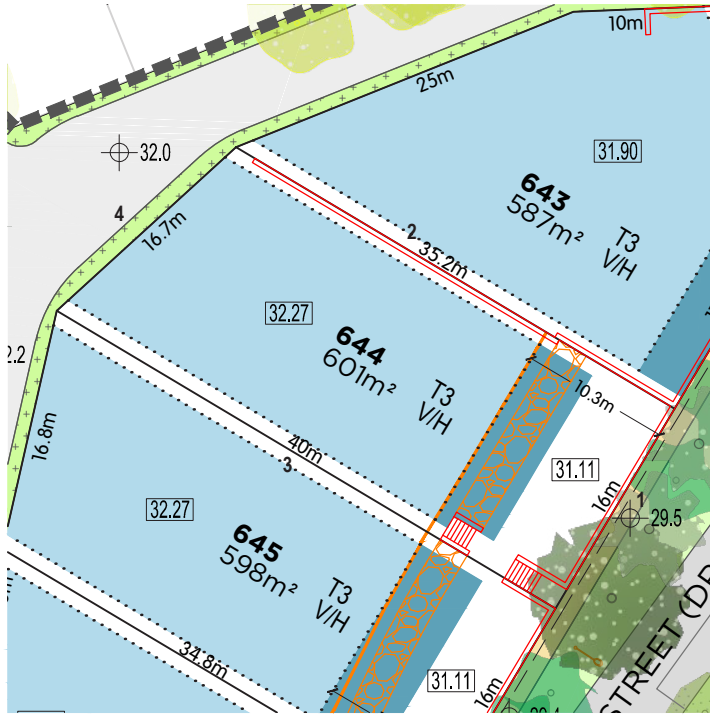 10m
25m
32.0
31.90
643
587m²
T3
V/H
4
16.7m
2
35.2m
32.27
644
601m²
T3
V/H
2.2
10.3m
16.8m
40m
3
31.11
16m
1
29.5
32.27
645
598m²
T3
V/H
34.8m
31.11
16m
STREET (DR